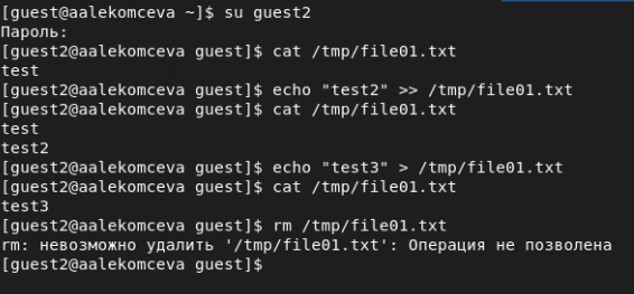 [guest@aalekomceva ~]$ su guest2
Пароль:
[guest2@aalekomceva guest]$ cat /tmp/file01.txt
test
[guest2@aalekomceva guest]$ echo "test2" >> /tmp/file01.txt
[guest2@aalekomceva guest]$ cat /tmp/file01.txt
test
test2
[guest2@aalekomceva guest]$ echo "test3" > /tmp/file01.txt
[guest2@aalekomceva guest]$ cat /tmp/file01.txt
test3
[guest2@aalekomceva guest]$ rm /tmp/file01.txt
rm: невозможно удалить '/tmp/file01.txt': Операция не позволена
[guest2@aalekomceva guest]$